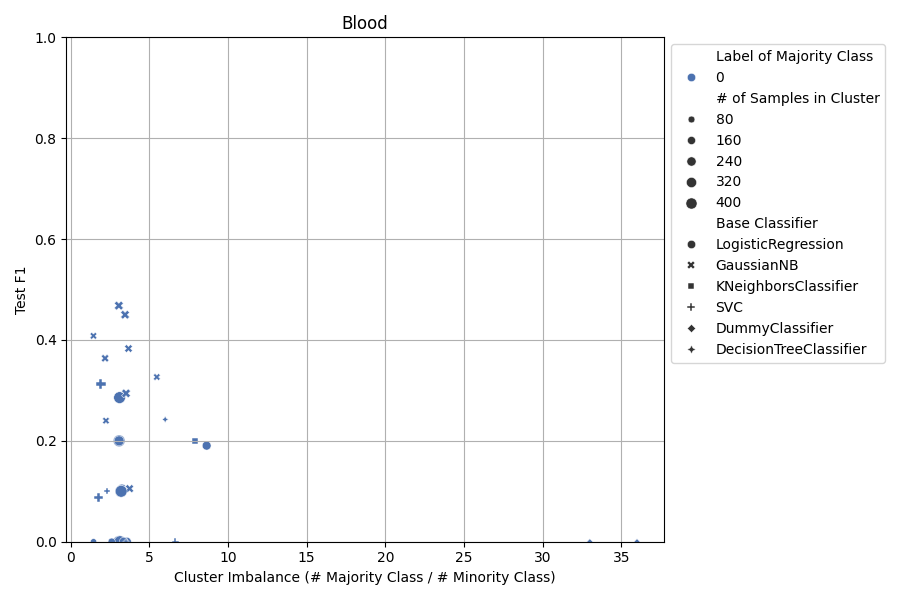 Blood
1.0
0.8
0.6
0.4
0.2
0.0
Test F1
0 5 10 15 20 25 30 35
Cluster Imbalance (# Majority Class / # Minority Class)
Label of Majority Class
0
# of Samples in Cluster
80
160
240
320
400
Base Classifier
LogisticRegression
GaussianNB
KNeighborsClassifier
SVC
DummyClassifier
DecisionTreeClassifier